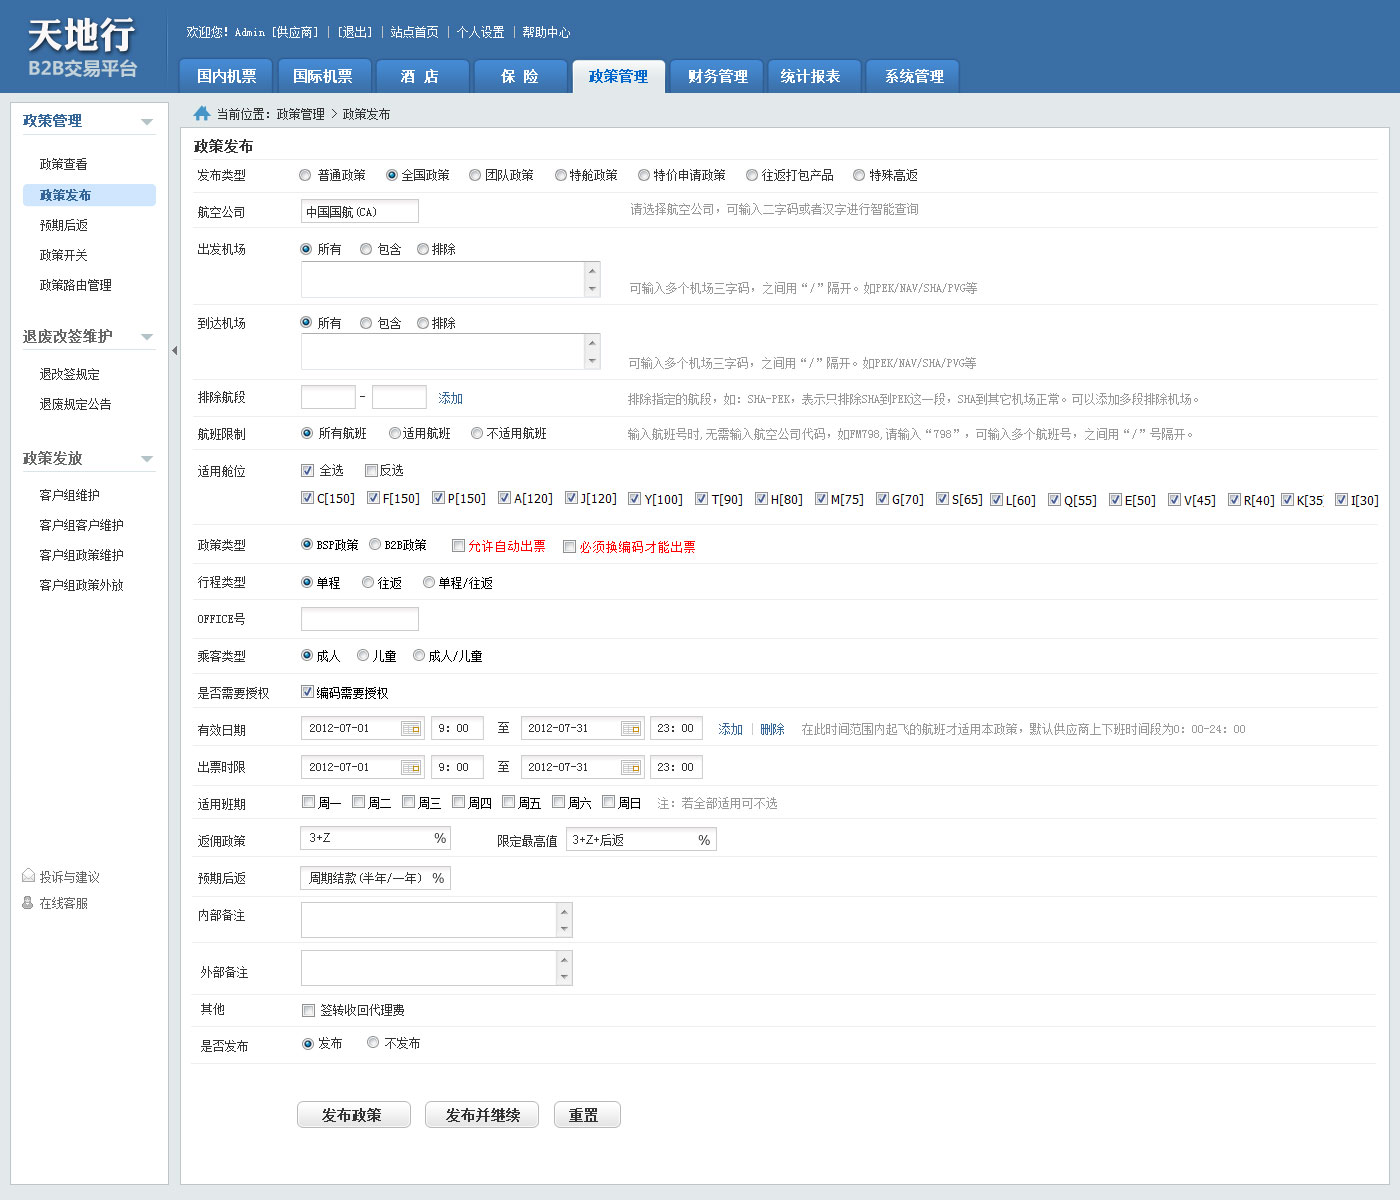 天地行
B2B交易平台
欢迎您！Admin [供应商] | [退出] | 站点首页 | 个人设置 | 帮助中心
国内机票 国际机票 酒 店 保 险 政策管理 财务管理 统计报表 系统管理
政策管理
政策查看
政策发布
预期后返
政策开关
政策路由管理
退废改签维护
退改签规定
退废规定公告
政策发放
客户组维护
客户组客户维护
客户组政策维护
客户组政策外放
投诉与建议
在线客服
当前位置：政策管理 > 政策发布
政策发布
发布类型 普通政策 全国政策 团队政策 特舱政策 特价申请政策 往返打包产品 特殊高返
航空公司 中国国航(CA) 请选择航空公司，可输入二字码或者汉字进行智能查询
出发机场 所有 包含 排除
可输入多个机场三字码，之间用“/”隔开。如PEK/NAV/SHA/PVG等
到达机场 所有 包含 排除
可输入多个机场三字码，之间用“/”隔开。如PEK/NAV/SHA/PVG等
排除航段 - 添加 排除指定的航段，如：SHA-PEK，表示只排除SHA到PEK这一段，SHA到其它机场正常。可以添加多段排除机场。
航班限制 所有航班 适用航班 不适用航班 输入航班号时,无需输入航空公司代码，如FM798,请输入“798”，可输入多个航班号，之间用“/”号隔开。
适用舱位 全选 反选
C[150] F[150] P[150] A[120] J[120] Y[100] T[90] H[80] M[75] G[70] S[65] L[60] Q[55] E[50] V[45] R[40] K[35 I[30]
政策类型 BSP政策 B2B政策 允许自动出票 必须换编码才能出票
行程类型 单程 往返 单程/往返
OFFICE号
乘客类型 成人 儿童 成人/儿童
是否需要授权 编码需要授权
有效日期 2012-07-01 9：00 至 2012-07-31 23：00 添加 | 删除 在此时间范围内起飞的航班才适用本政策，默认供应商上下班时间段为0：00-24：00
出票时限 2012-07-01 9：00 至 2012-07-31 23：00
适用班期 周一 周二 周三 周四 周五 周六 周日 注：若全部适用可不选
返佣政策 3+Z % 限定最高值 3+Z+后返 %
预期后返 周期结款(半年/一年) %
内部备注
外部备注
其他 签转收回代理费
是否发布 发布 不发布
发布政策 发布并继续 重置